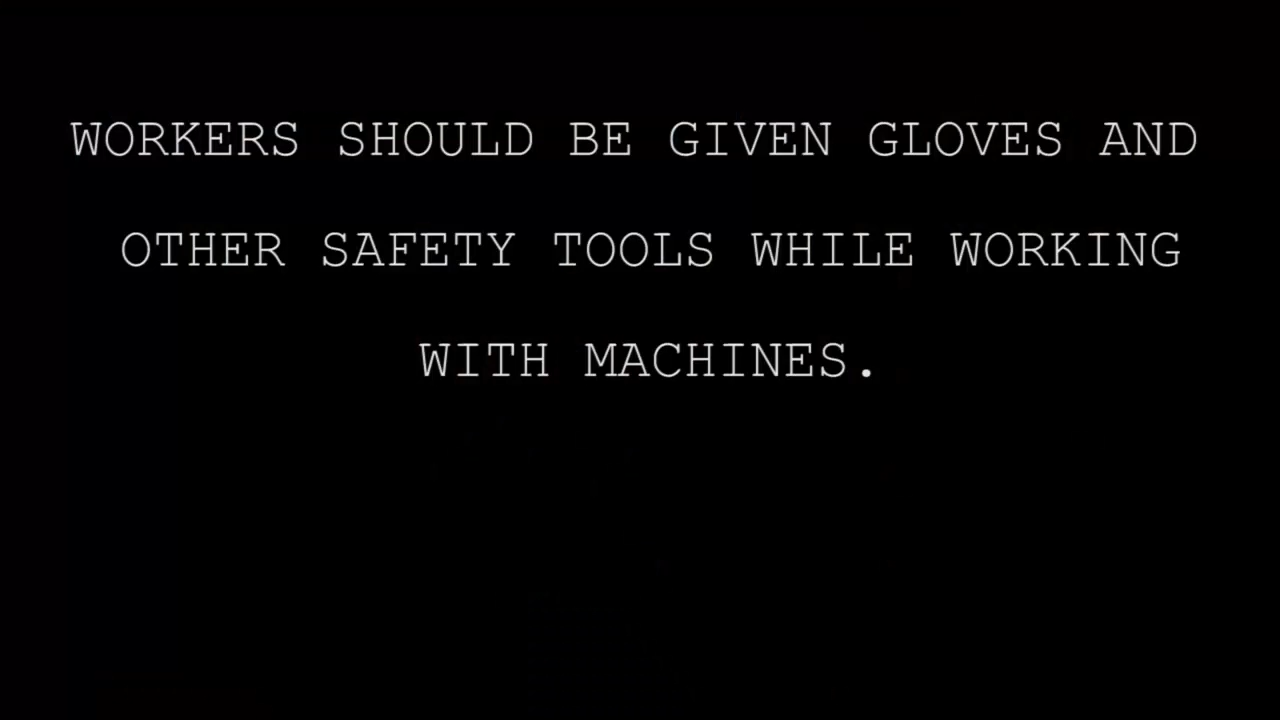 WORKERS SHOULD BE GIVEN GLOVES AND
OTHER SAFETY TOOLS WHILE WORKING
WITH MACHINES.